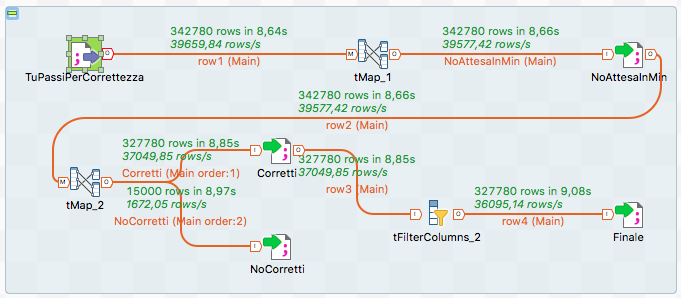 342780 rows in 8,64s
39659,84 rows/s
row1 (Main)
342780 rows in 8,66s
39577,42 rows/s
NoAttesaInMin (Main)
O
M
O
I
O
TuPassiPerCorrettezza
tMap_1
NoAttesaInMin
342780 rows in 8,66s
39577,42 rows/s
row2 (Main)
327780 rows in 8,85s
37049,85 rows/s
Corretti (Main order:1)
I
O
Corretti
327780 rows in 8,85s
37049,85 rows/s
row3 (Main)
M
O
tMap_2
15000 rows in 8,97s
1672,05 rows/s
NoCorretti (Main order:2)
I
NoCorretti
I
O
tFilterColumns_2
327780 rows in 9,08s
36095,14 rows/s
row4 (Main)
I
Finale